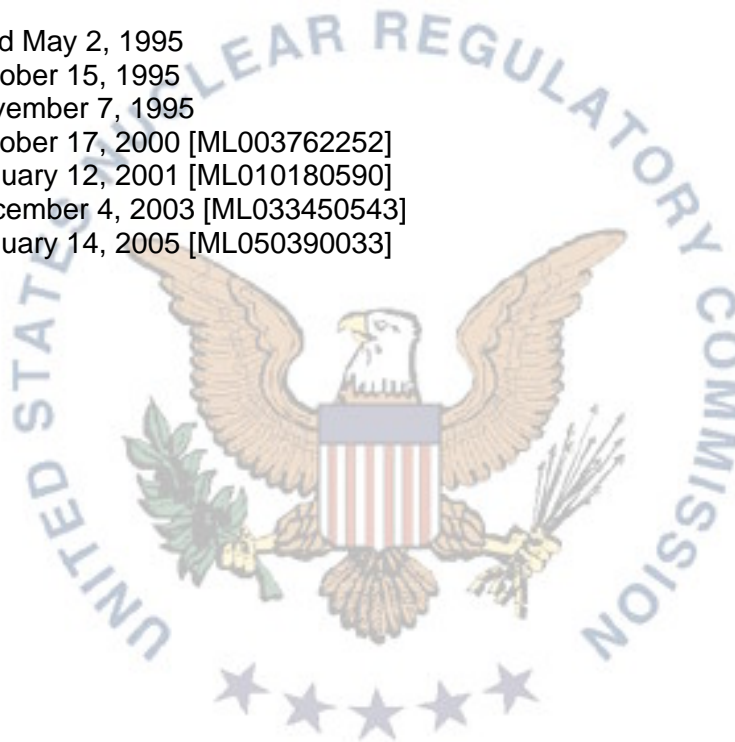 d May 2, 1995
ober 15, 1995
vember 7, 1995
ober 17, 2000 [ML003762252]
uary 12, 2001 [ML010180590]
cember 4, 2003 [ML033450543]
uary 14, 2005 [ML050390033]
UNITED STATES NUCLEAR REGULATORY COMMISSION